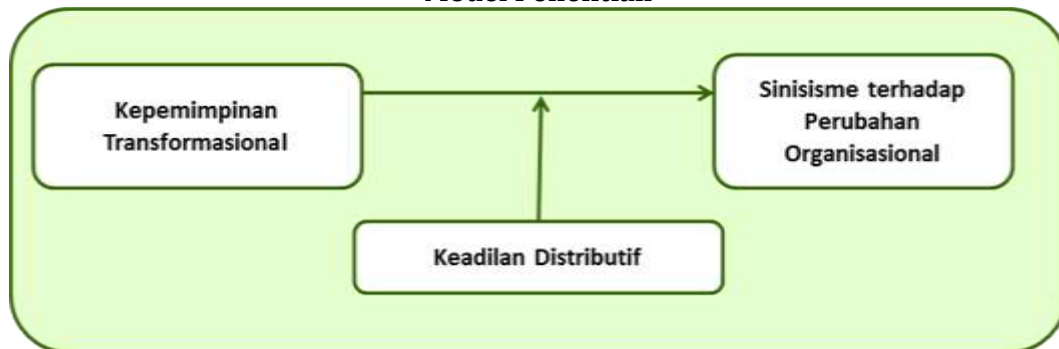 Kepemimpinan
Transformasional
Sinisisme terhadap
Perubahan
Organisasional
Keadilan Distributif